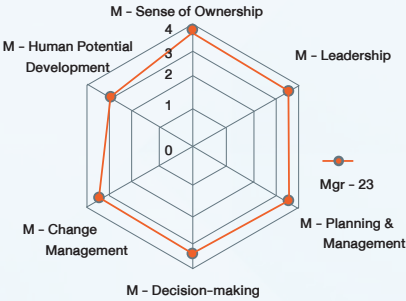 M - Sense of Ownership
4
M - Human Potential
Development
3
M - Leadership
2
1
0
Mgr - 23
M - Change
Management
M - Planning &
Management
M - Decision-making